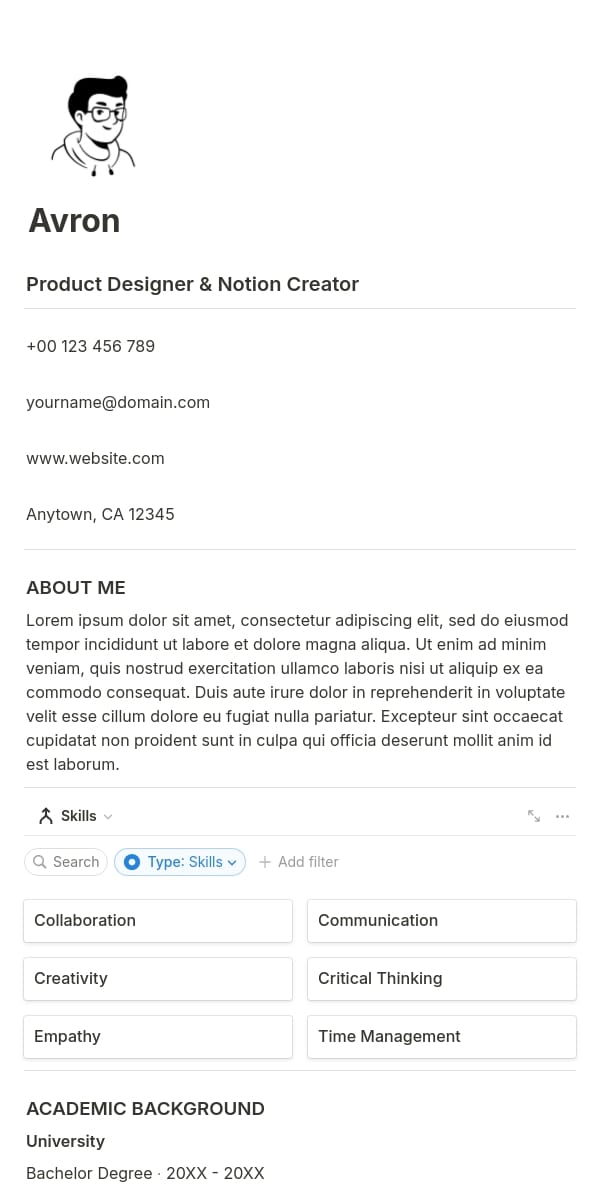 Avron
Product Designer & Notion Creator
+00 123 456 789
yourname@domain.com
www.website.com
Anytown, CA 12345
ABOUT ME
Lorem ipsum dolor sit amet, consectetur adipiscing elit, sed do eiusmod
tempor incididunt ut labore et dolore magna aliqua. Ut enim ad minim
veniam, quis nostrud exercitation ullamco laboris nisi ut aliquip ex ea
commodo consequat. Duis aute irure dolor in reprehenderit in voluptate
velit esse cillum dolore eu fugiat nulla pariatur. Excepteur sint occaecat
cupidatat non proident sunt in culpa qui officia deserunt mollit anim id
est laborum.
Skills
Search Type: Skills Add filter
Collaboration Communication
Creativity Critical Thinking
Empathy Time Management
ACADEMIC BACKGROUND
University
Bachelor Degree · 20XX - 20XX